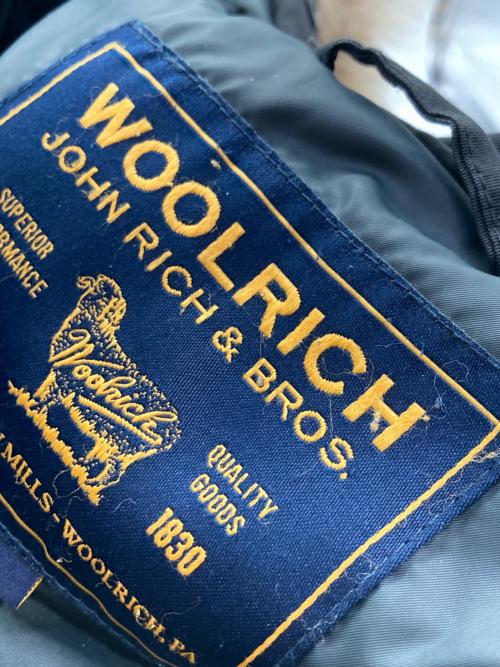 WOOLRICH
JOHN RICH & BROS.
SUPERIOR
Woolrich
QUALITY
GOODS
1830
MILLS · WOOLRICH, PA